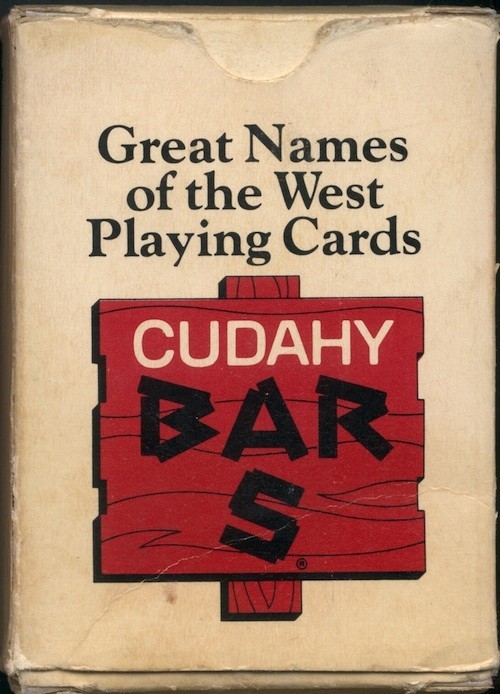 Great Names
of the West
Playing Cards
CUDAHY
BAR
S
®